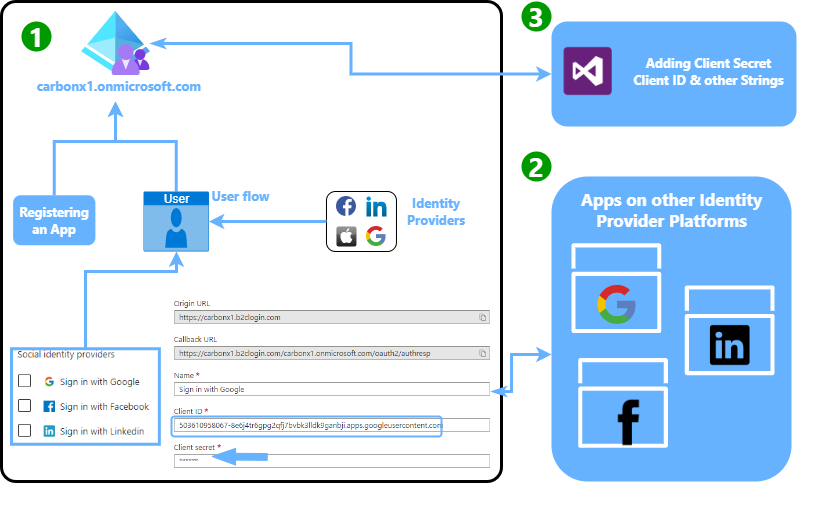 1
carbonx1.onmicrosoft.com
3
Adding Client Secret
Client ID & other Strings
2
Apps on other Identity
Provider Platforms
in
f
Registering
an App
User
User flow
f in
G
Identity
Providers
Social identity providers
G Sign in with Google
f Sign in with Facebook
in Sign in with Linkedin
Origin URL
https://carbonx1.b2clogin.com
Callback URL
https://carbonx1.b2clogin.com/carbonx1.onmicrosoft.com/oauth2/authresp
Name *
Sign in with Google
Client ID *
503610958067-8e6j4tr6gpg2qfj7bvbk3lldk9ganbji.apps.googleusercontent.com
Client secret *